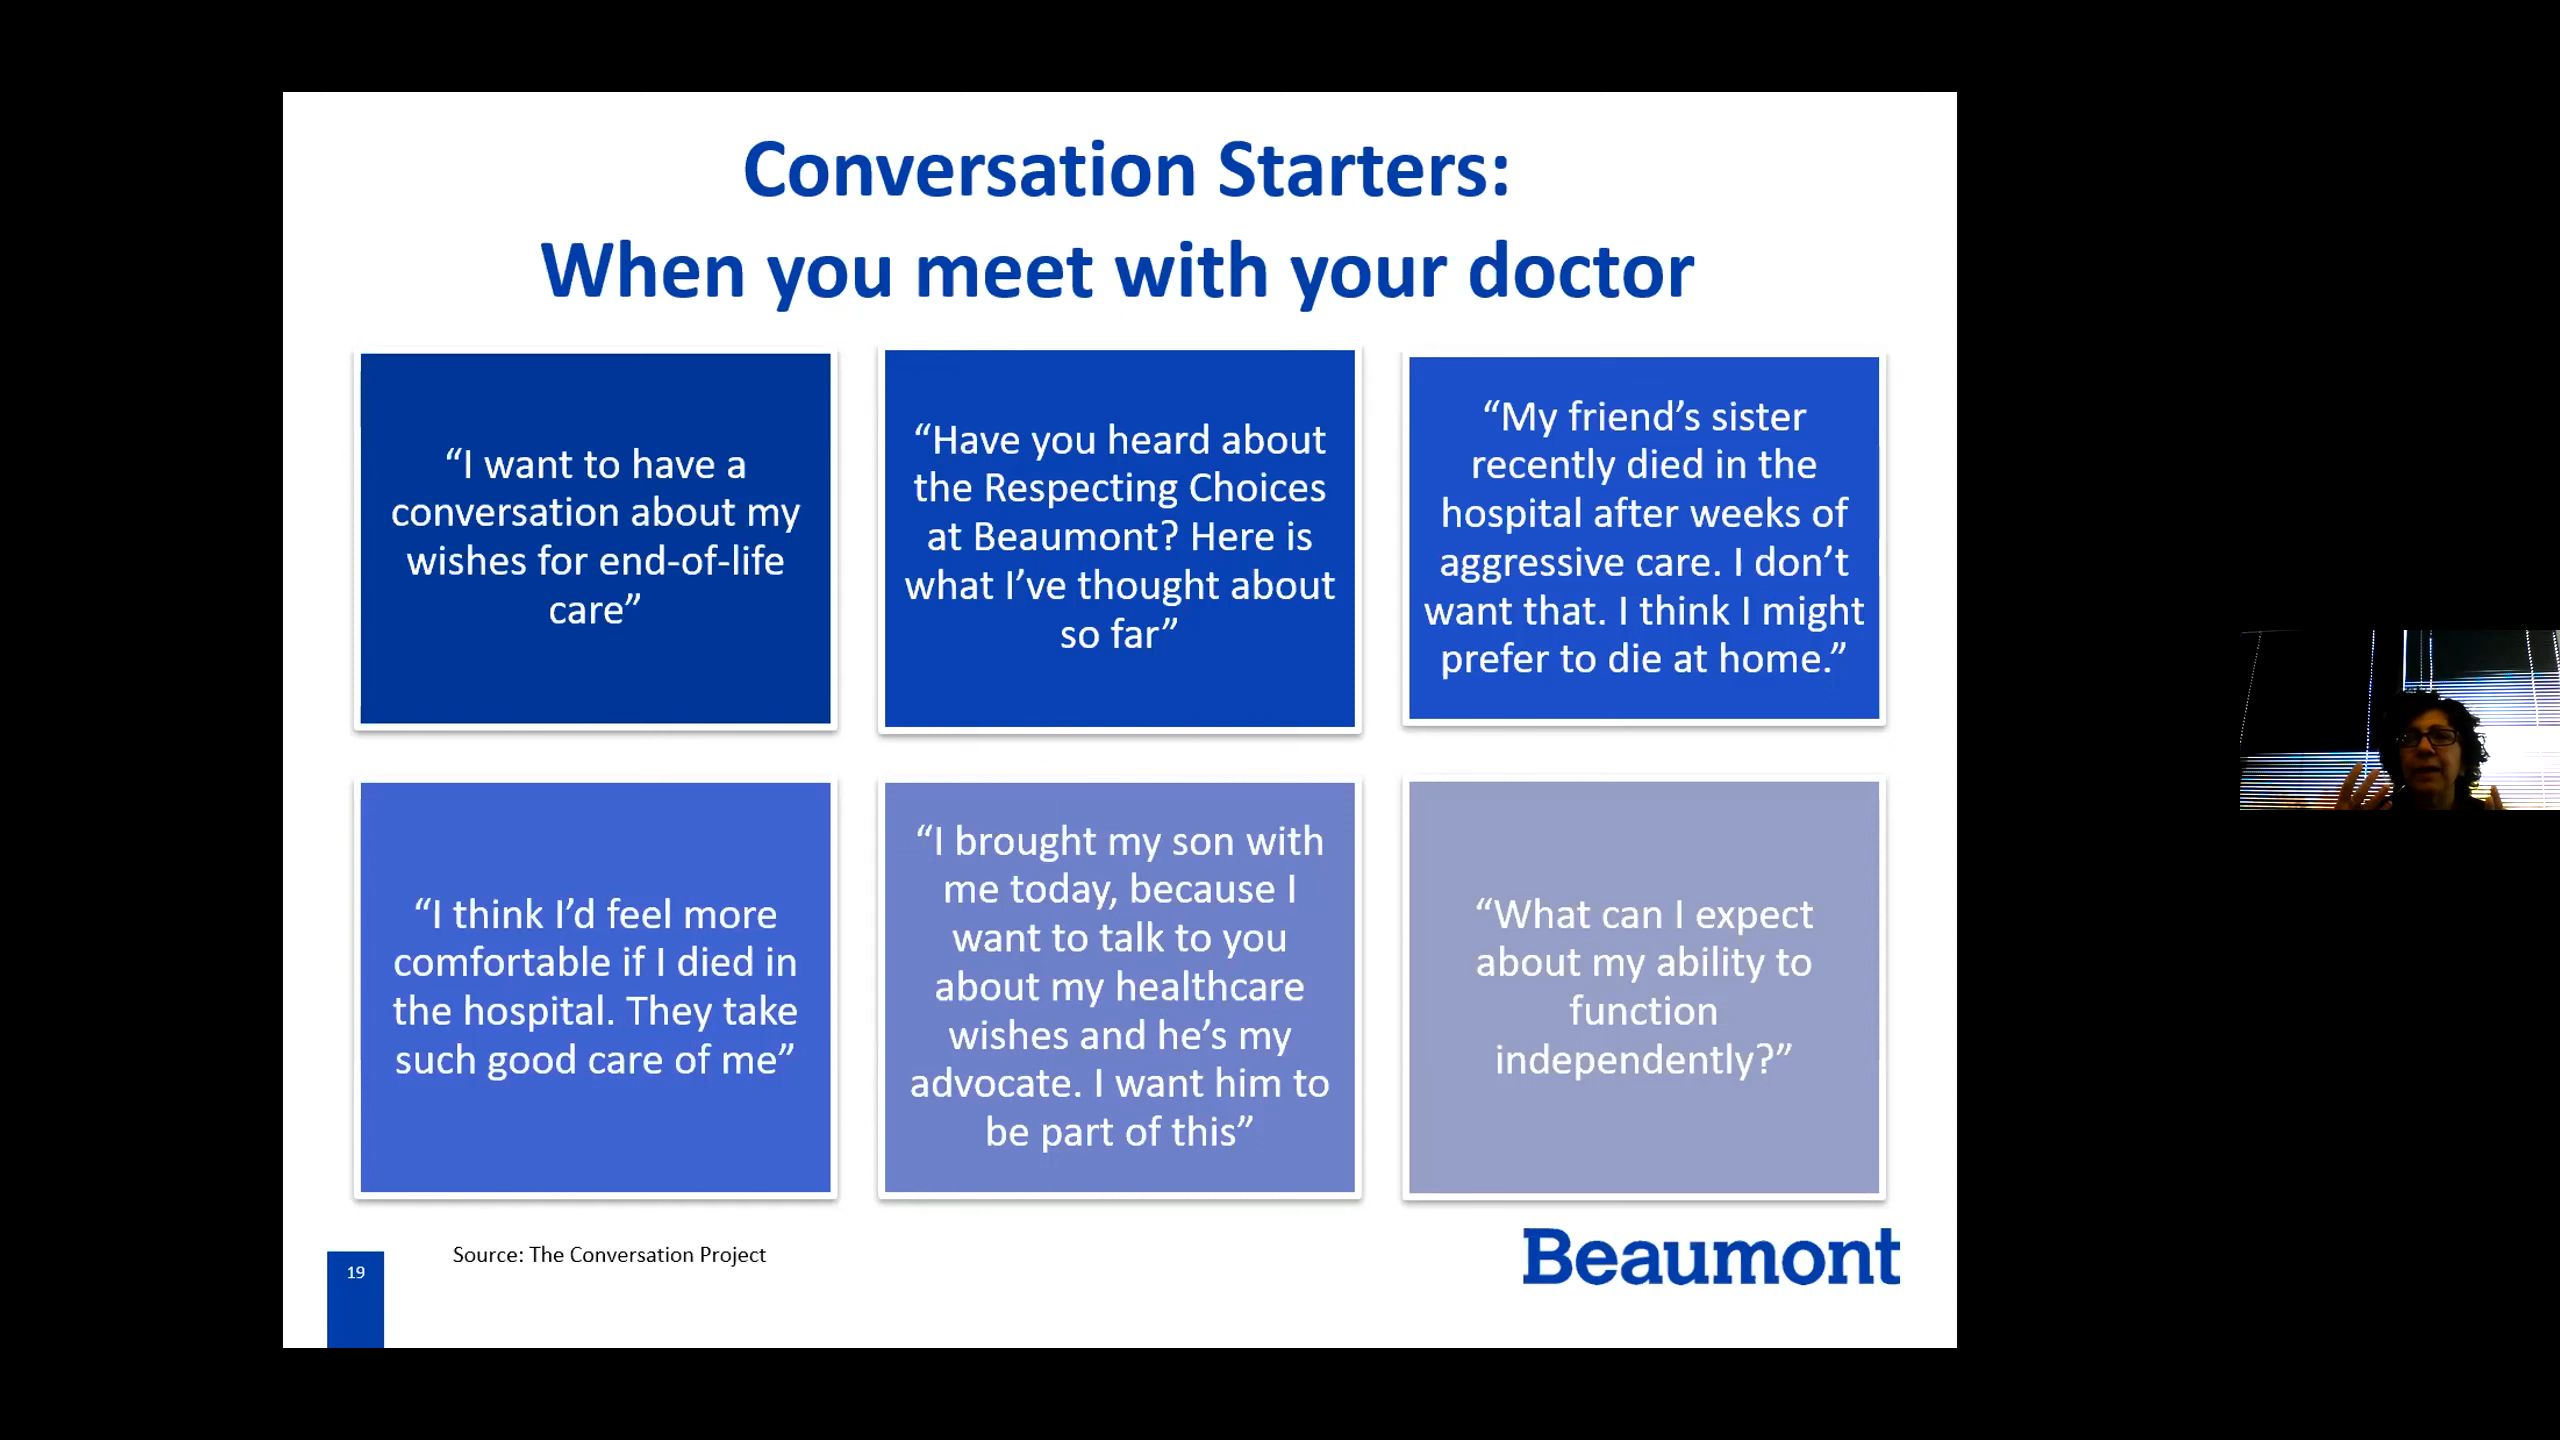 Conversation Starters:
When you meet with your doctor
“I want to have a
conversation about my
wishes for end-of-life
care”
“Have you heard about
the Respecting Choices
at Beaumont? Here is
what I’ve thought about
so far”
“My friend’s sister
recently died in the
hospital after weeks of
aggressive care. I don’t
want that. I think I might
prefer to die at home.”
“I think I’d feel more
comfortable if I died in
the hospital. They take
such good care of me”
“I brought my son with
me today, because I
want to talk to you
about my healthcare
wishes and he’s my
advocate. I want him to
be part of this”
“What can I expect
about my ability to
function
independently?”
19
Source: The Conversation Project
Beaumont